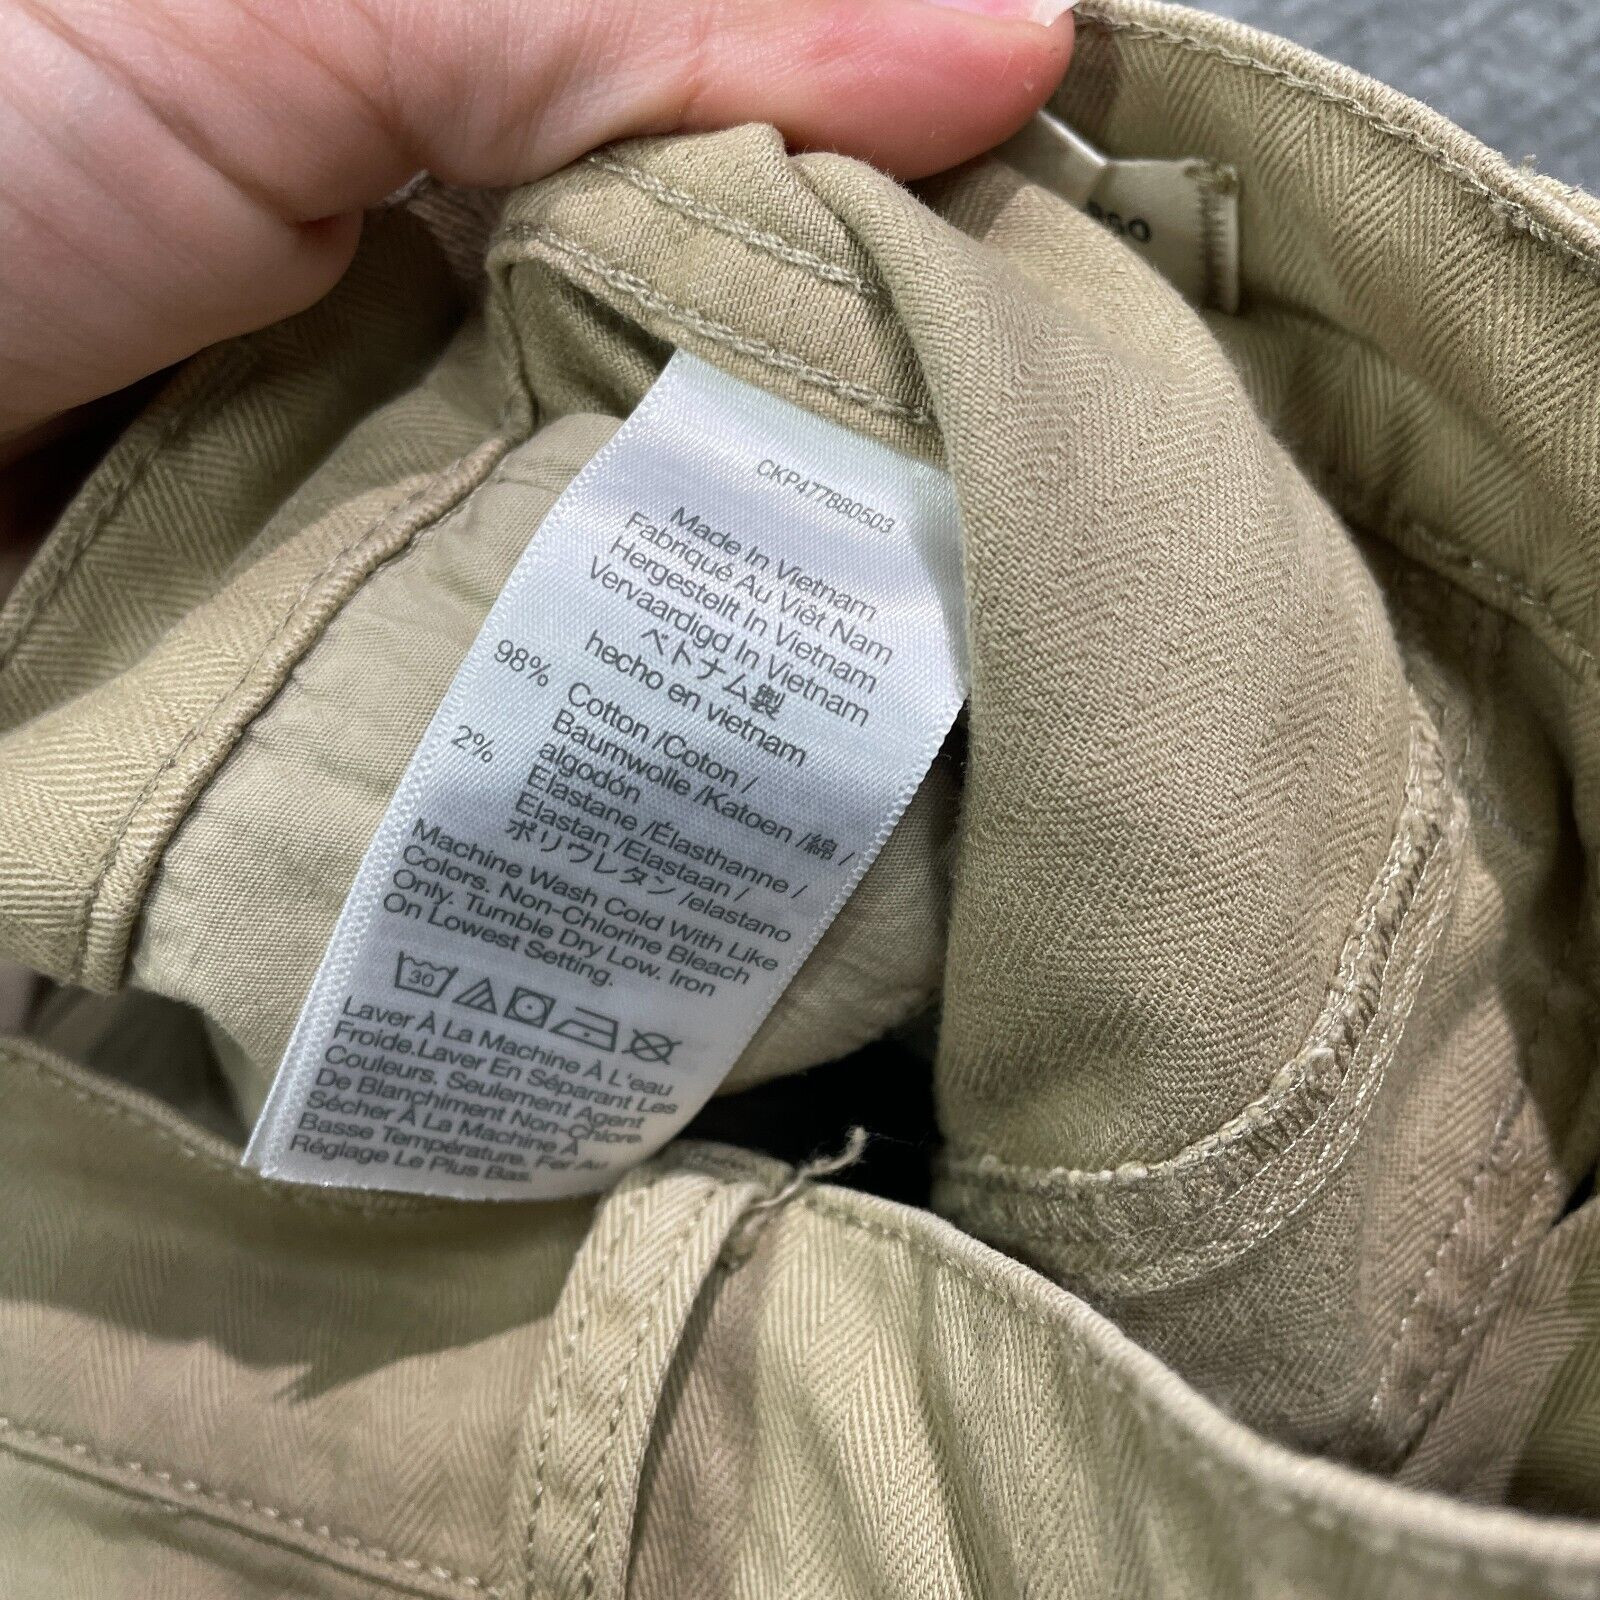 CKP477880503
Made In Vietnam
Fabriqué Au Viêt Nam
Hergestellt In Vietnam
Vervaardigd In Vietnam
ベトナム製
hecho en vietnam
98% Cotton /Coton /
Baumwolle /Katoen /綿 /
algodón
2% Elastane /Élasthanne /
Elastan /Elastaan /
ポリウレタン /elastano
Machine Wash Cold With Like
Colors. Non-Chlorine Bleach
Only. Tumble Dry Low. Iron
On Lowest Setting.
30
Laver À La Machine À L'eau
Froide.Laver En Séparant Les
Couleurs. Seulement Agent
De Blanchiment Non-Chlore.
Sécher À La Machine À
Basse Température. Fer Au
Réglage Le Plus Bas.